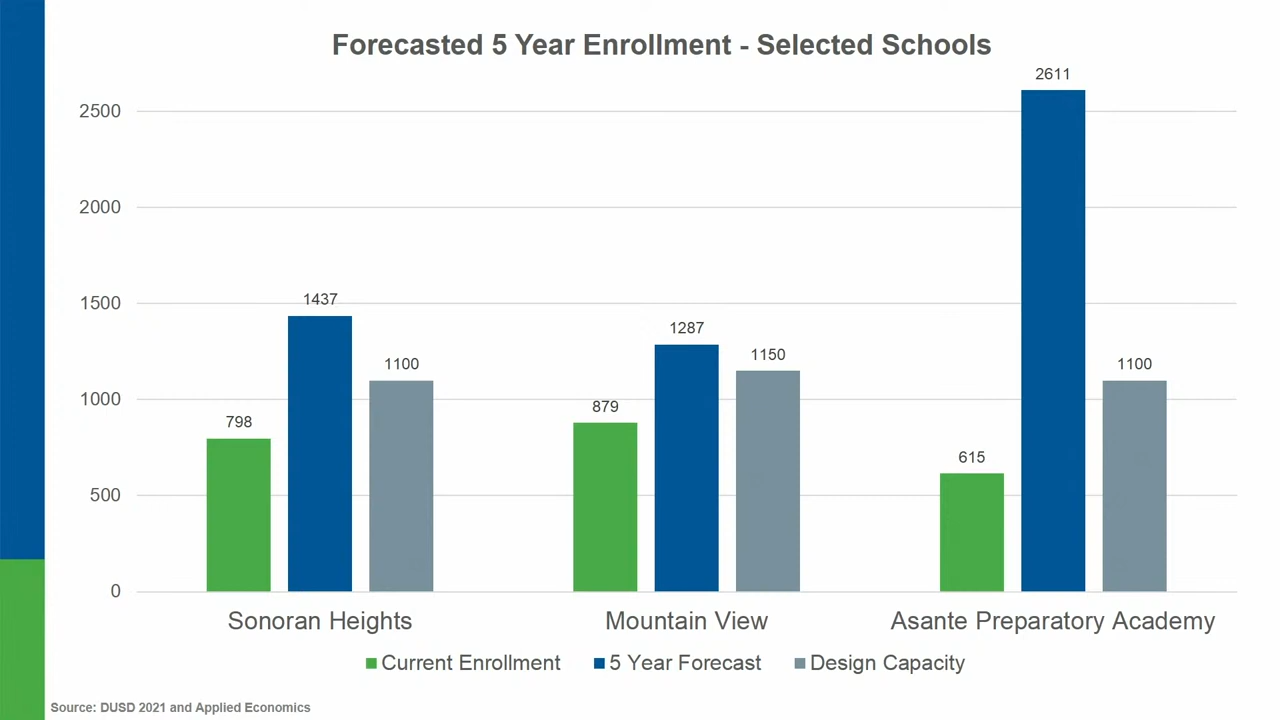 Forecasted 5 Year Enrollment - Selected Schools
2611
2500
2000
1500
1437
1287
1150
1100
1100
1000
879
798
615
500
0
Sonoran Heights
Mountain View
Asante Preparatory Academy
Current Enrollment
5 Year Forecast
Design Capacity
Source: DUSD 2021 and Applied Economics